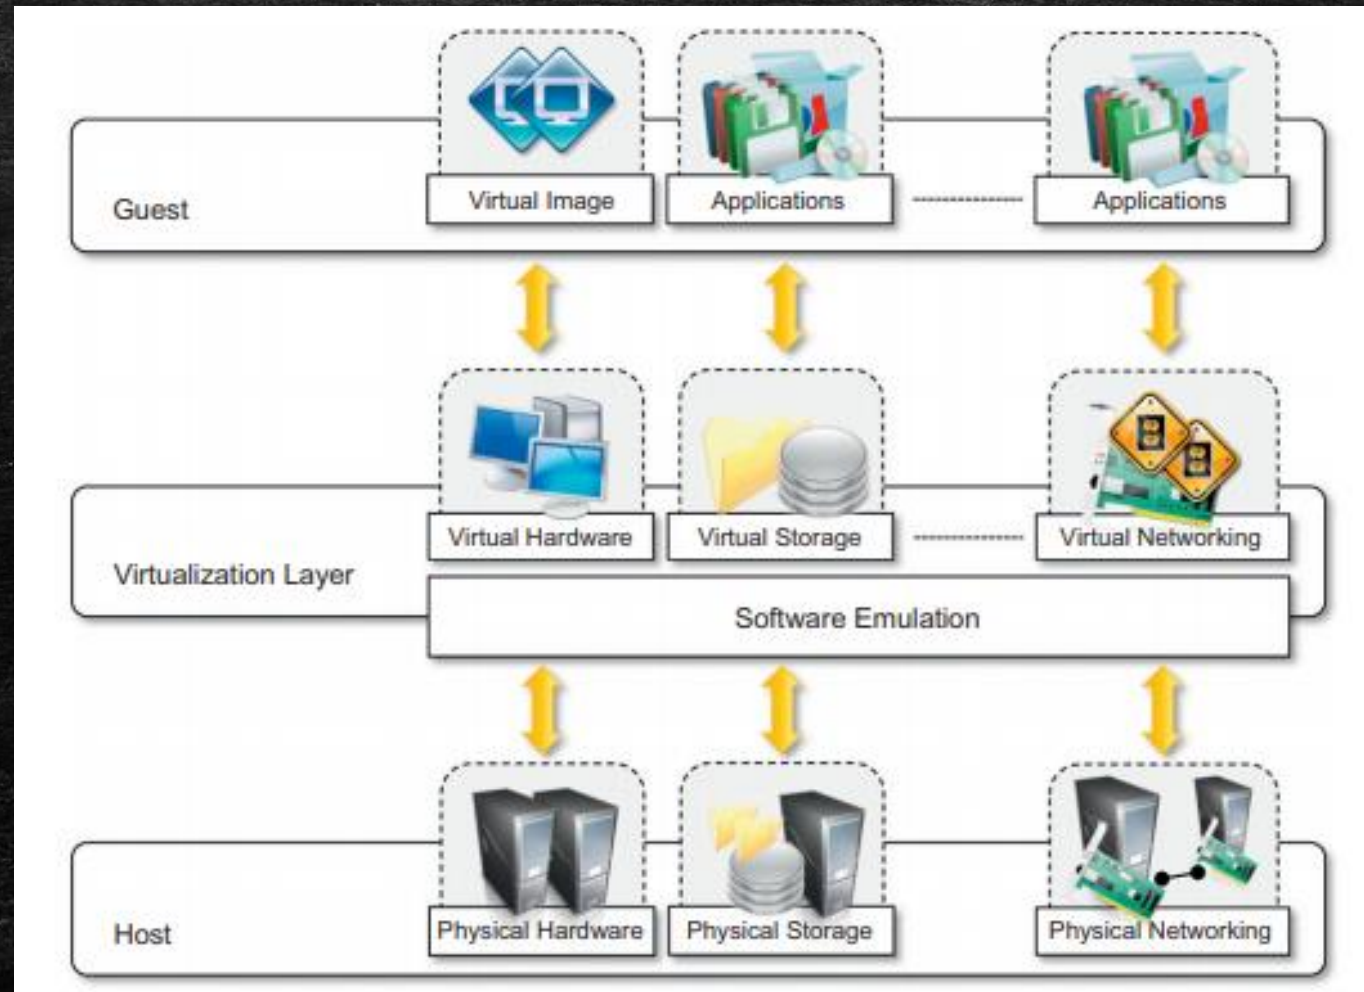 Guest
Virtual Image
Applications
Applications
Virtualization Layer
Virtual Hardware
Virtual Storage
Virtual Networking
Software Emulation
Host
Physical Hardware
Physical Storage
Physical Networking